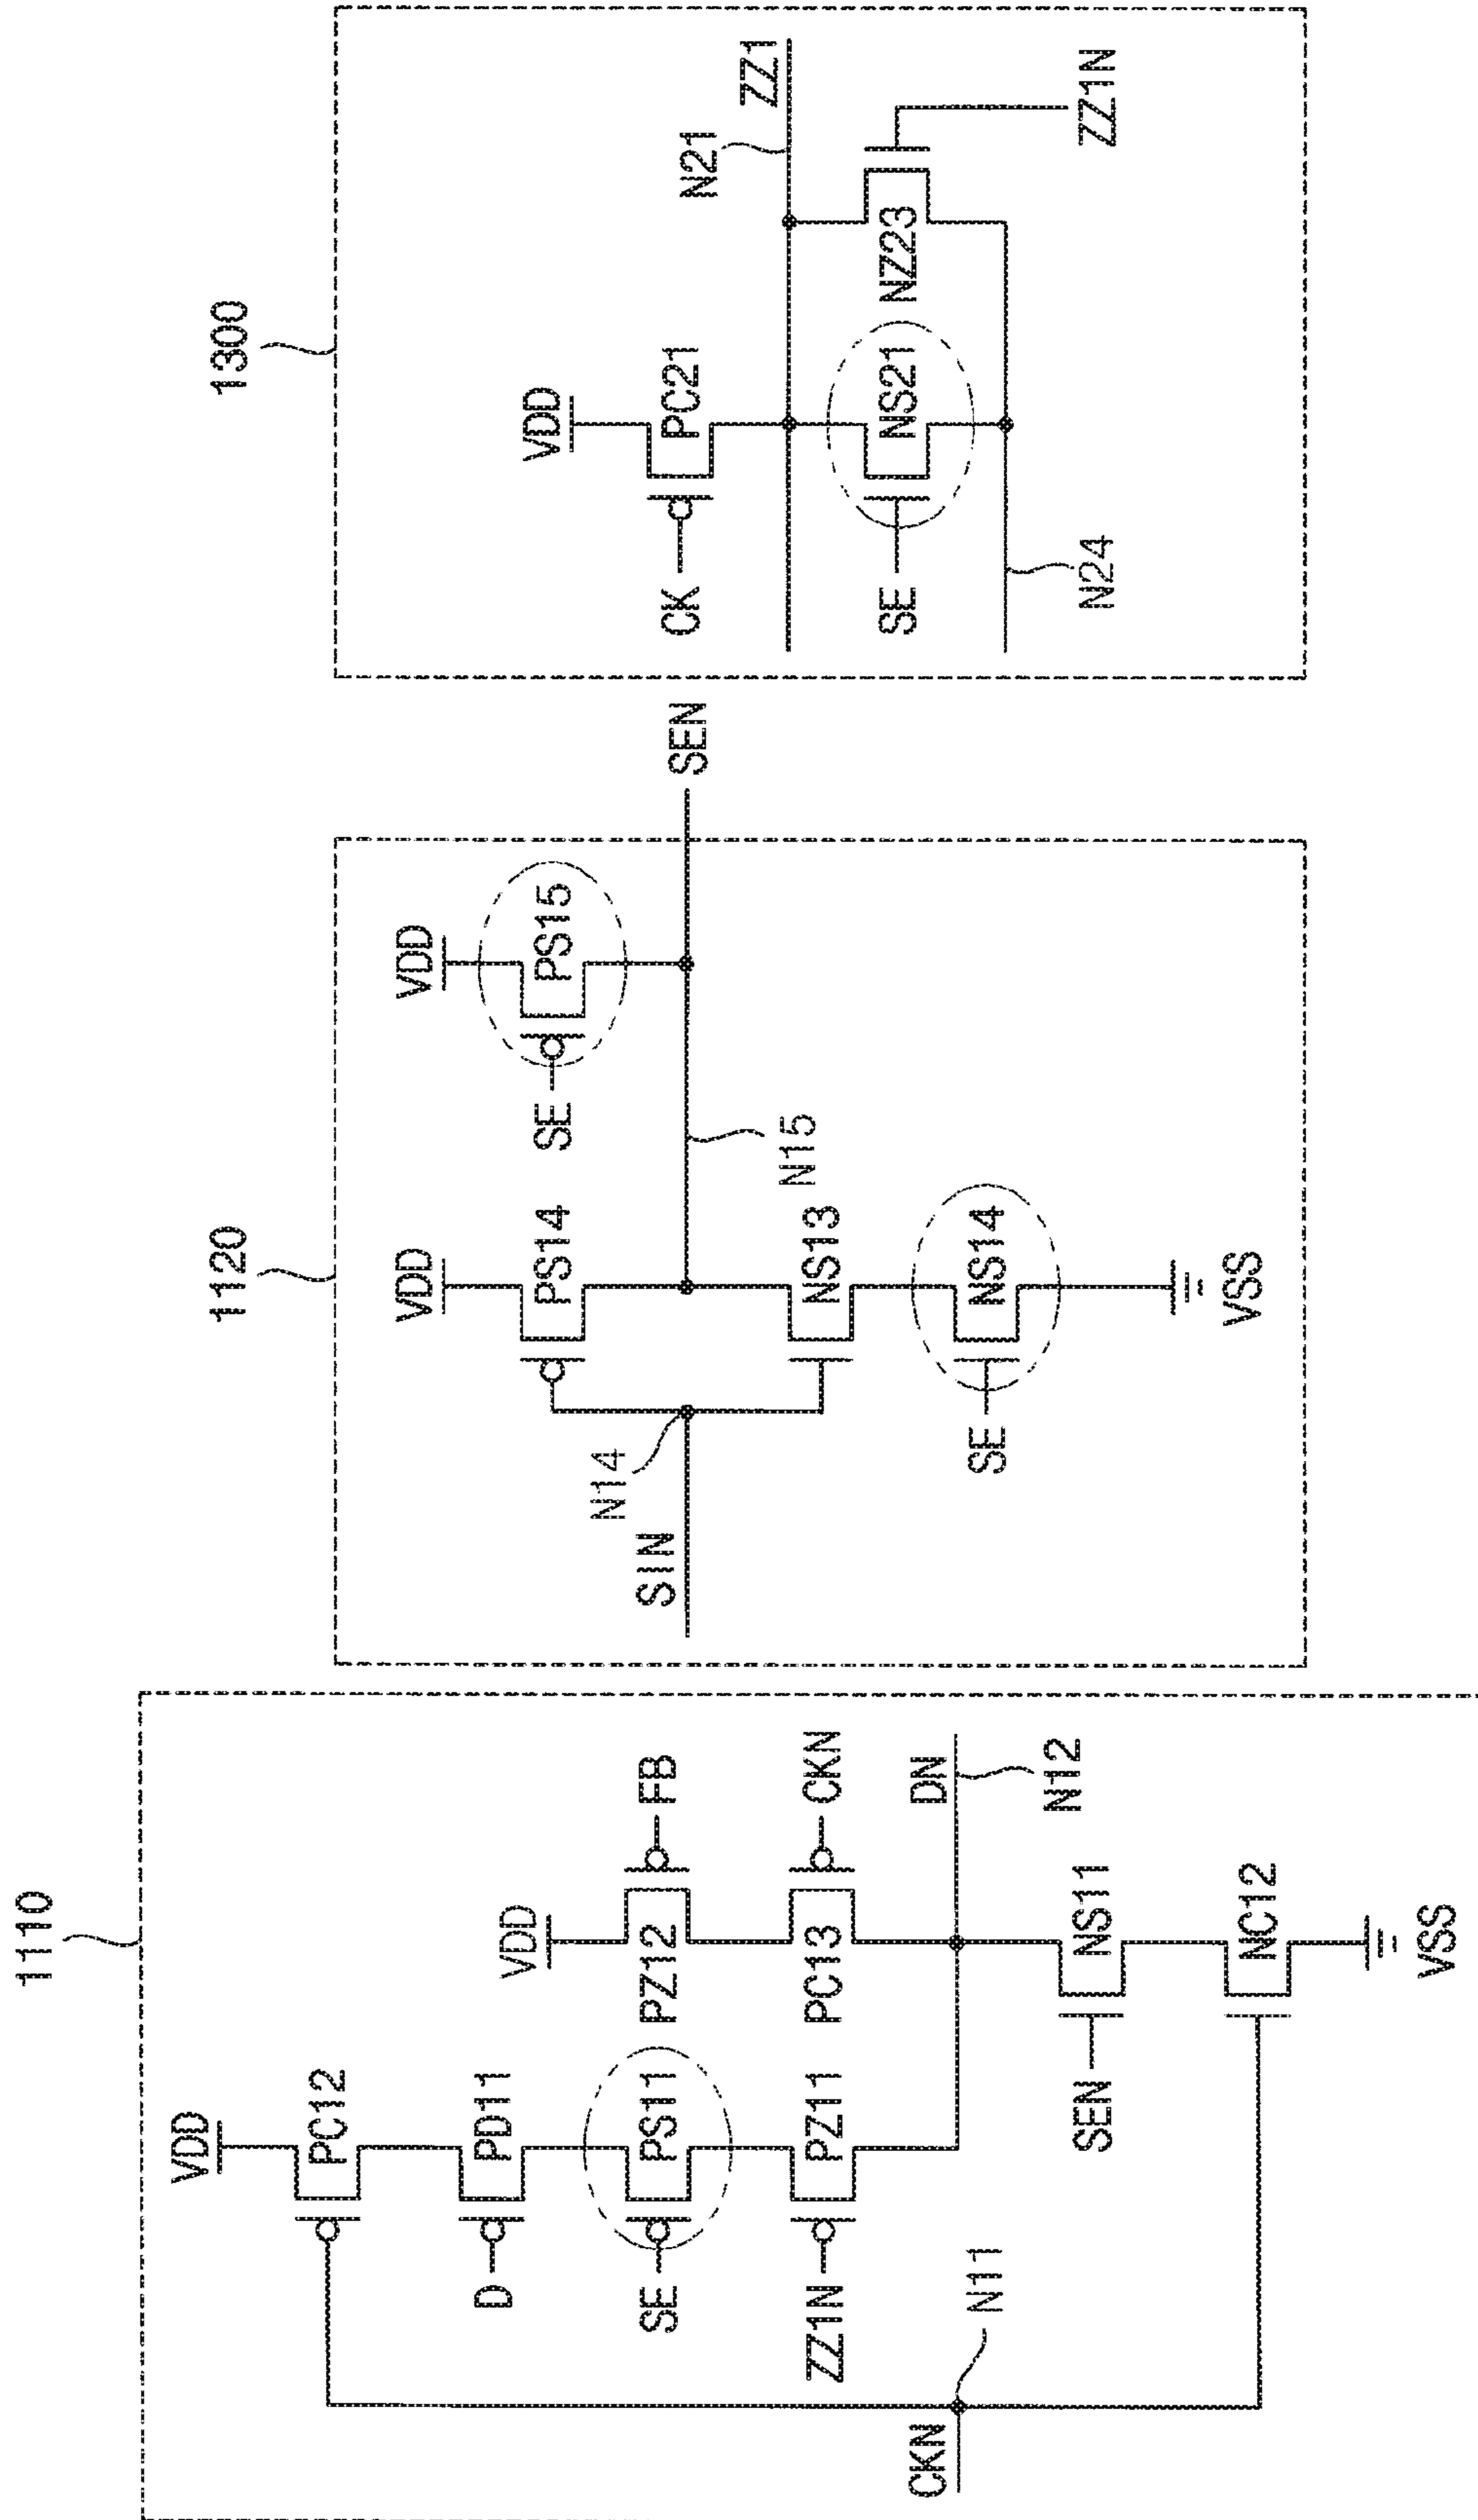 1110
VDD
PC12
D
PD11
SE
PS11
ZZ1N
PZ11
VDD
PZ12
FB
PC13
CKN
CKN
N11
DN
N12
SEN
NS11
NC12
VSS
1120
VDD
PS14
VDD
SE
PS15
SIN
N14
N15
SEN
NS13
SE
NS14
VSS
1300
VDD
CK
PC21
N21
ZZ1
SE
NS21
NZ23
ZZ1N
N24